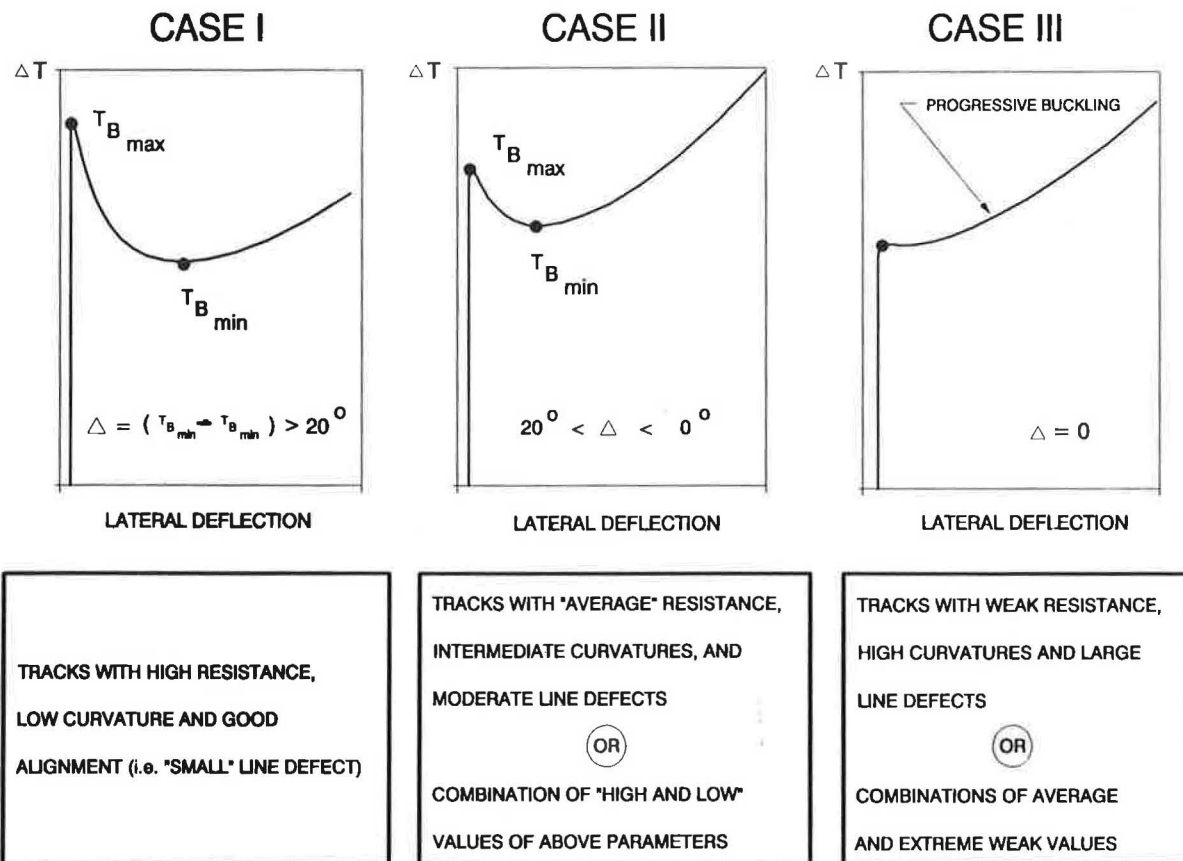 CASE I
△T
T B max
T B min
△ = ( T B min - T B min ) > 20°
LATERAL DEFLECTION
TRACKS WITH HIGH RESISTANCE,
LOW CURVATURE AND GOOD
ALIGNMENT (i.e. "SMALL" LINE DEFECT)
CASE II
△T
T B max
T B min
20° < △ < 0°
LATERAL DEFLECTION
TRACKS WITH "AVERAGE" RESISTANCE,
INTERMEDIATE CURVATURES, AND
MODERATE LINE DEFECTS
OR
COMBINATION OF "HIGH AND LOW"
VALUES OF ABOVE PARAMETERS
CASE III
△T
PROGRESSIVE BUCKLING
△ = 0
LATERAL DEFLECTION
TRACKS WITH WEAK RESISTANCE,
HIGH CURVATURES AND LARGE
LINE DEFECTS
OR
COMBINATIONS OF AVERAGE
AND EXTREME WEAK VALUES